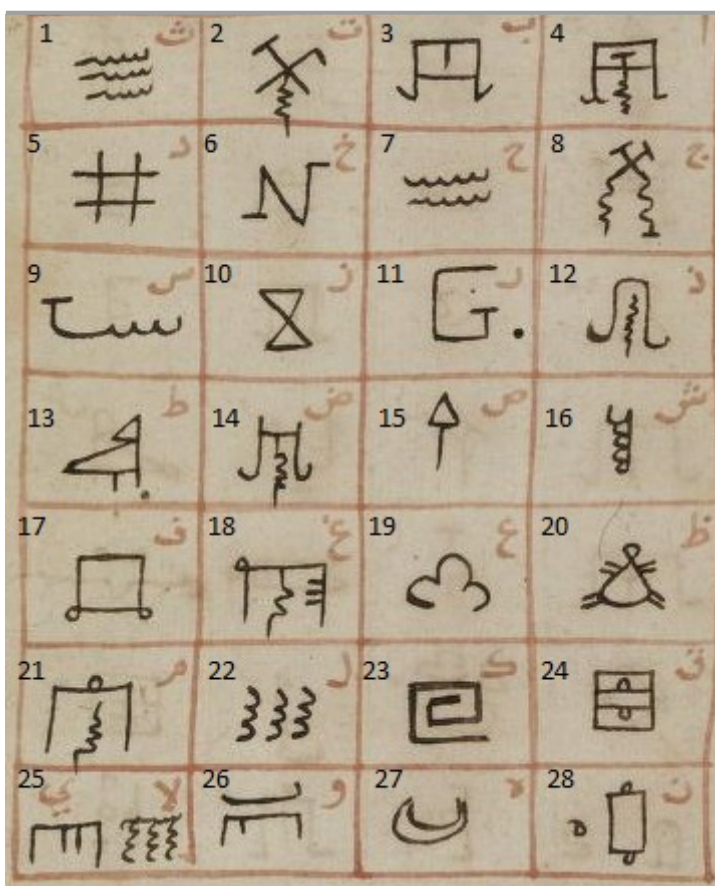 1 ث 2 ت 3 ب 4 ا
5 د 6 خ 7 ح 8 ج
9 س 10 ز 11 ر 12 ذ
13 ط 14 ض 15 ص 16 ش
17 ف 18 غ 19 ع 20 ظ
21 م 22 ل 23 ك 24 ق
25 ي لا 26 و 27 ه 28 ن